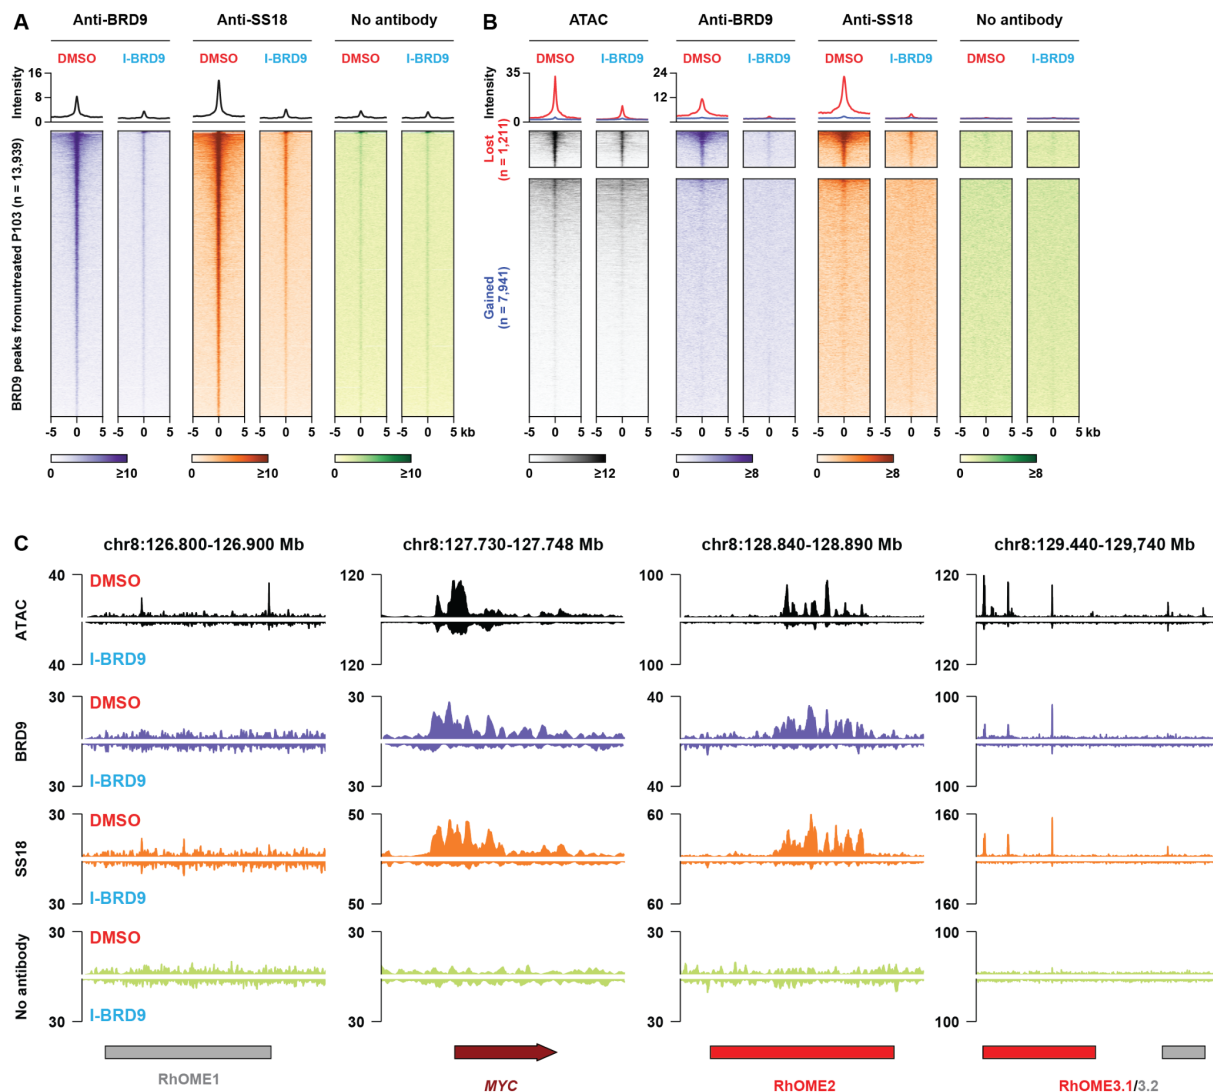 A
Anti-BRD9
Anti-SS18
No antibody
DMSO
I-BRD9
DMSO
I-BRD9
DMSO
I-BRD9
Intensity
16
8
0
BRD9 peaks fromuntreated P103 (n = 13,939)
-5
0
5
-5
0
5
-5
0
5
-5
0
5
-5
0
5
-5
0
5 kb
0
≥10
0
≥10
0
≥10
B
ATAC
Anti-BRD9
Anti-SS18
No antibody
DMSO
I-BRD9
DMSO
I-BRD9
DMSO
I-BRD9
DMSO
I-BRD9
Intensity
35
0
24
12
Lost
(n = 1,211)
Gained
(n = 7,941)
-5
0
5
-5
0
5
-5
0
5
-5
0
5
-5
0
5
-5
0
5
-5
0
5
-5
0
5 kb
0
≥12
0
≥8
0
≥8
0
≥8
C
chr8:126.800-126.900 Mb
chr8:127.730-127.748 Mb
chr8:128.840-128.890 Mb
chr8:129.440-129,740 Mb
ATAC
40
DMSO
I-BRD9
40
120
120
100
100
120
120
BRD9
30
DMSO
I-BRD9
30
30
30
40
40
100
100
SS18
30
DMSO
I-BRD9
30
50
50
60
60
160
160
No antibody
30
DMSO
I-BRD9
30
30
30
30
30
100
100
RhOME1
MYC
RhOME2
RhOME3.1/3.2